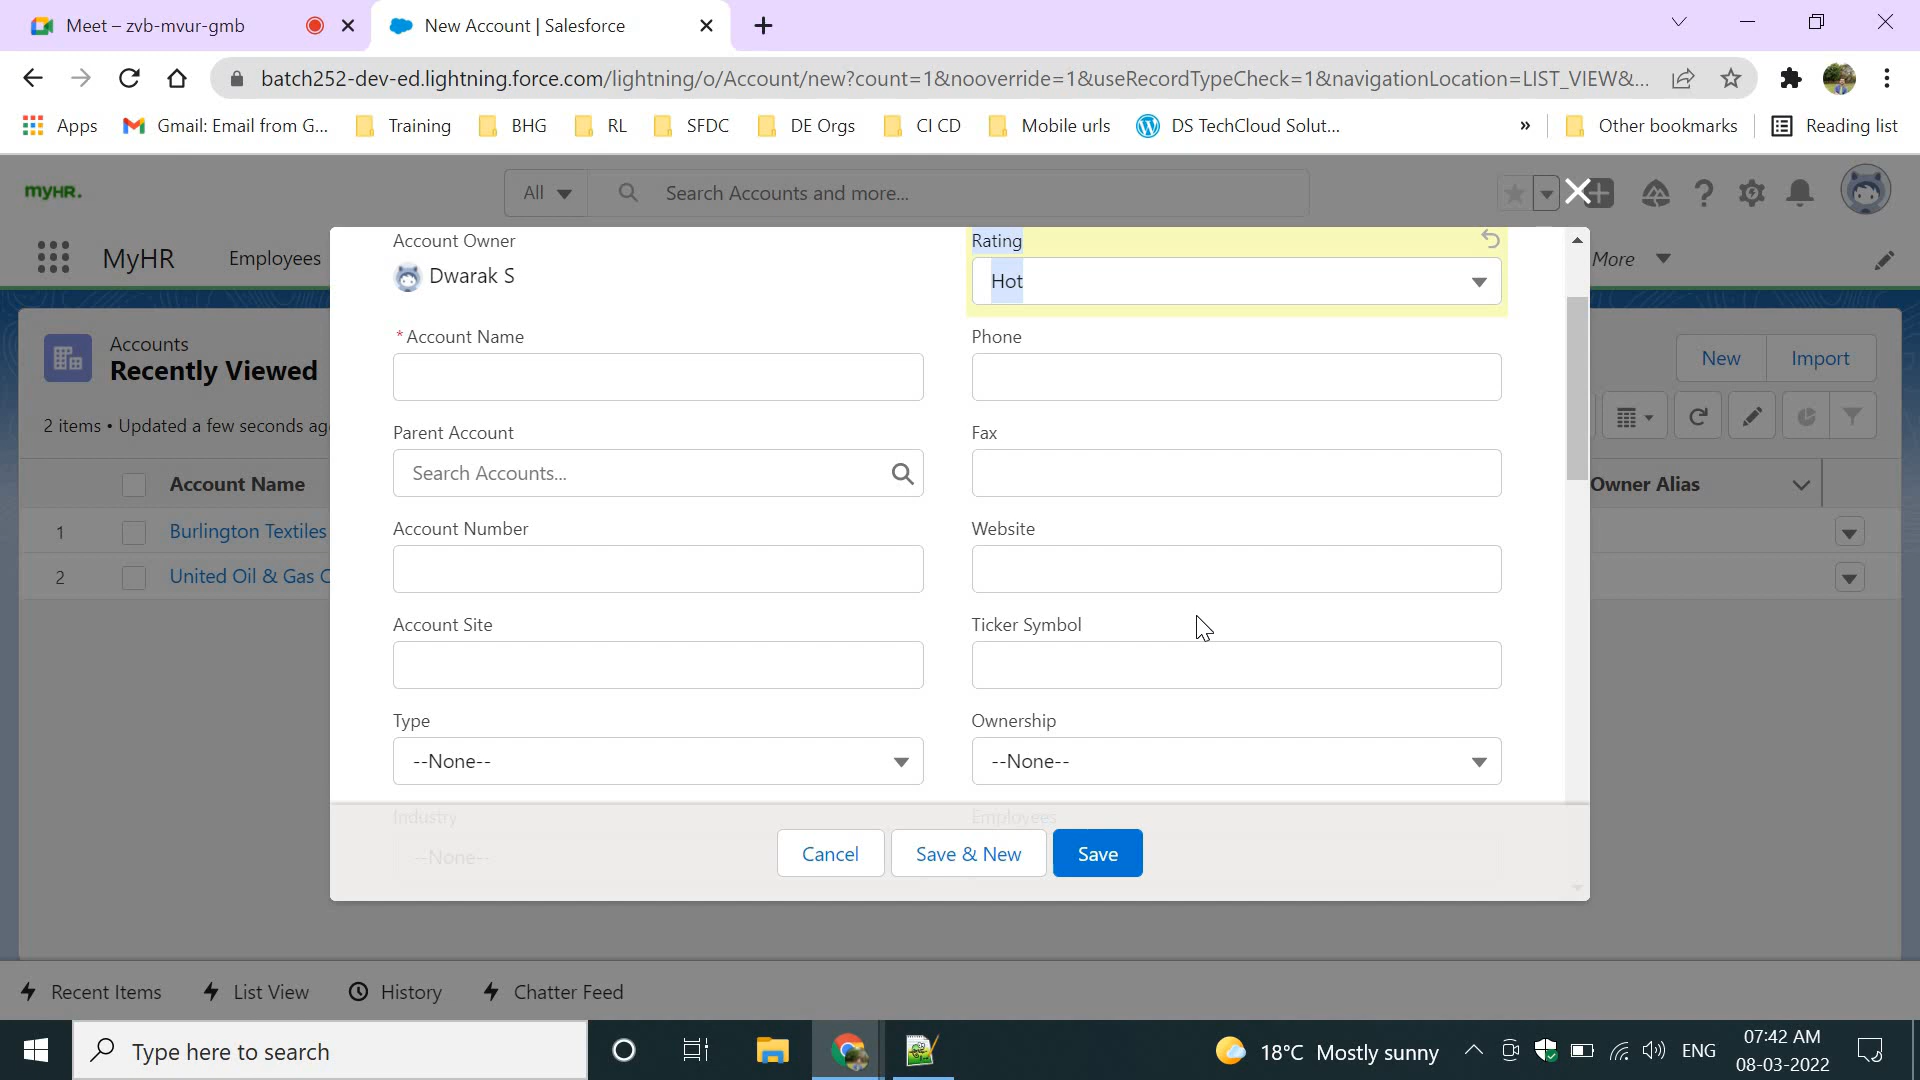 Meet – zvb-mvur-gmb
New Account | Salesforce
batch252-dev-ed.lightning.force.com/lightning/o/Account/new?count=1&nooverride=1&useRecordTypeCheck=1&navigationLocation=LIST_VIEW&...
Apps
Gmail: Email from G...
Training
BHG
RL
SFDC
DE Orgs
CI CD
Mobile urls
DS TechCloud Solut...
»
Other bookmarks
Reading list
myHR.
All
Search Accounts and more...
MyHR
Employees
More
Accounts
Recently Viewed
New
Import
2 items • Updated a few seconds ag
Account Name
Owner Alias
1
Burlington Textiles
2
United Oil & Gas C
Account Owner
Dwarak S
Rating
Hot
*Account Name
Phone
Parent Account
Search Accounts...
Fax
Account Number
Website
Account Site
Ticker Symbol
Type
--None--
Ownership
--None--
Industry
--None--
Employees
Cancel
Save & New
Save
Recent Items
List View
History
Chatter Feed
Type here to search
18°C Mostly sunny
ENG
07:42 AM
08-03-2022